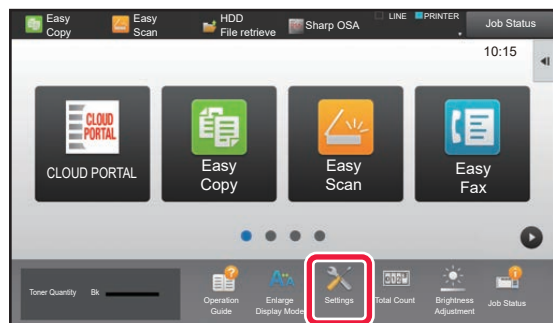 Easy
Copy
Easy
Scan
HDD
File retrieve
Sharp OSA
LINE
PRINTER
Job Status
10:15
CLOUD
PORTAL
CLOUD PORTAL
Easy
Copy
Easy
Scan
Easy
Fax
Toner Quantity
Bk
Operation
Guide
Enlarge
Display Mode
Settings
Total Count
Brightness
Adjustment
Job Status